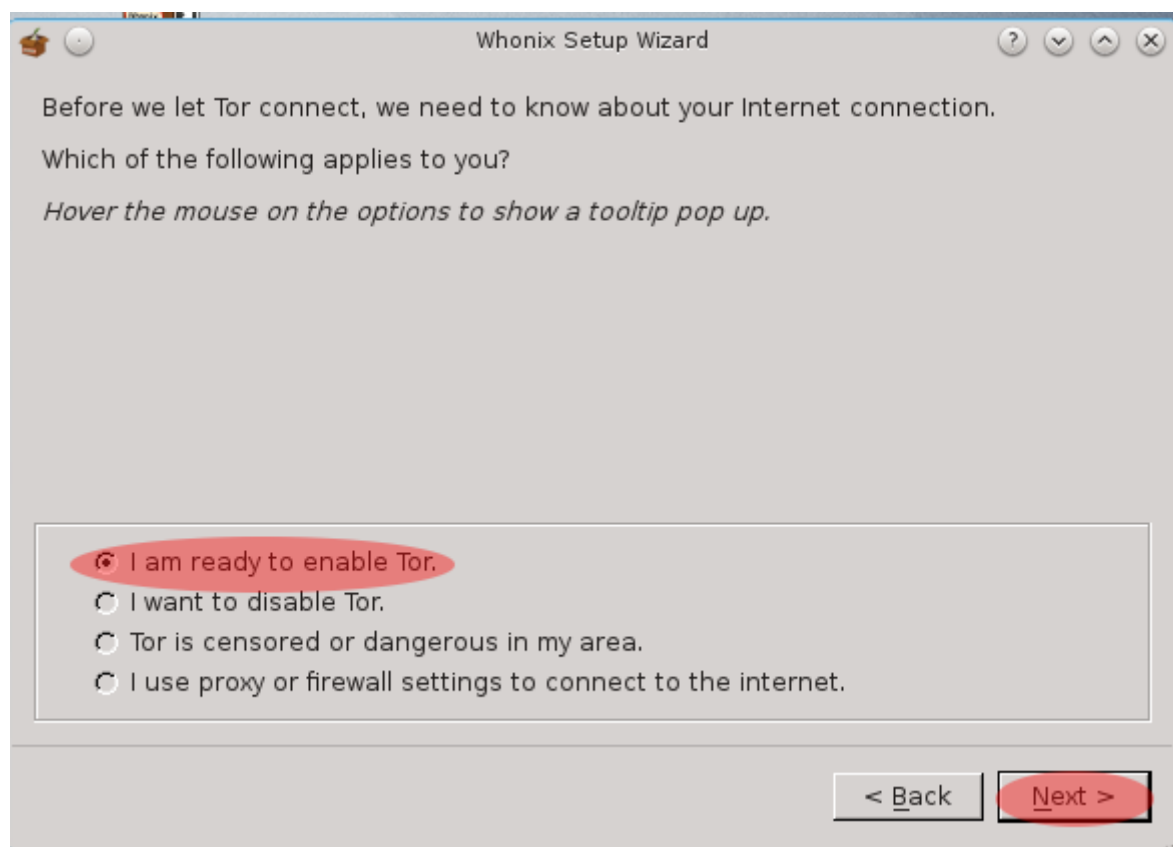 Whonix Setup Wizard
Before we let Tor connect, we need to know about your Internet connection.
Which of the following applies to you?
Hover the mouse on the options to show a tooltip pop up.
I am ready to enable Tor.
I want to disable Tor.
Tor is censored or dangerous in my area.
I use proxy or firewall settings to connect to the internet.
< Back Next >